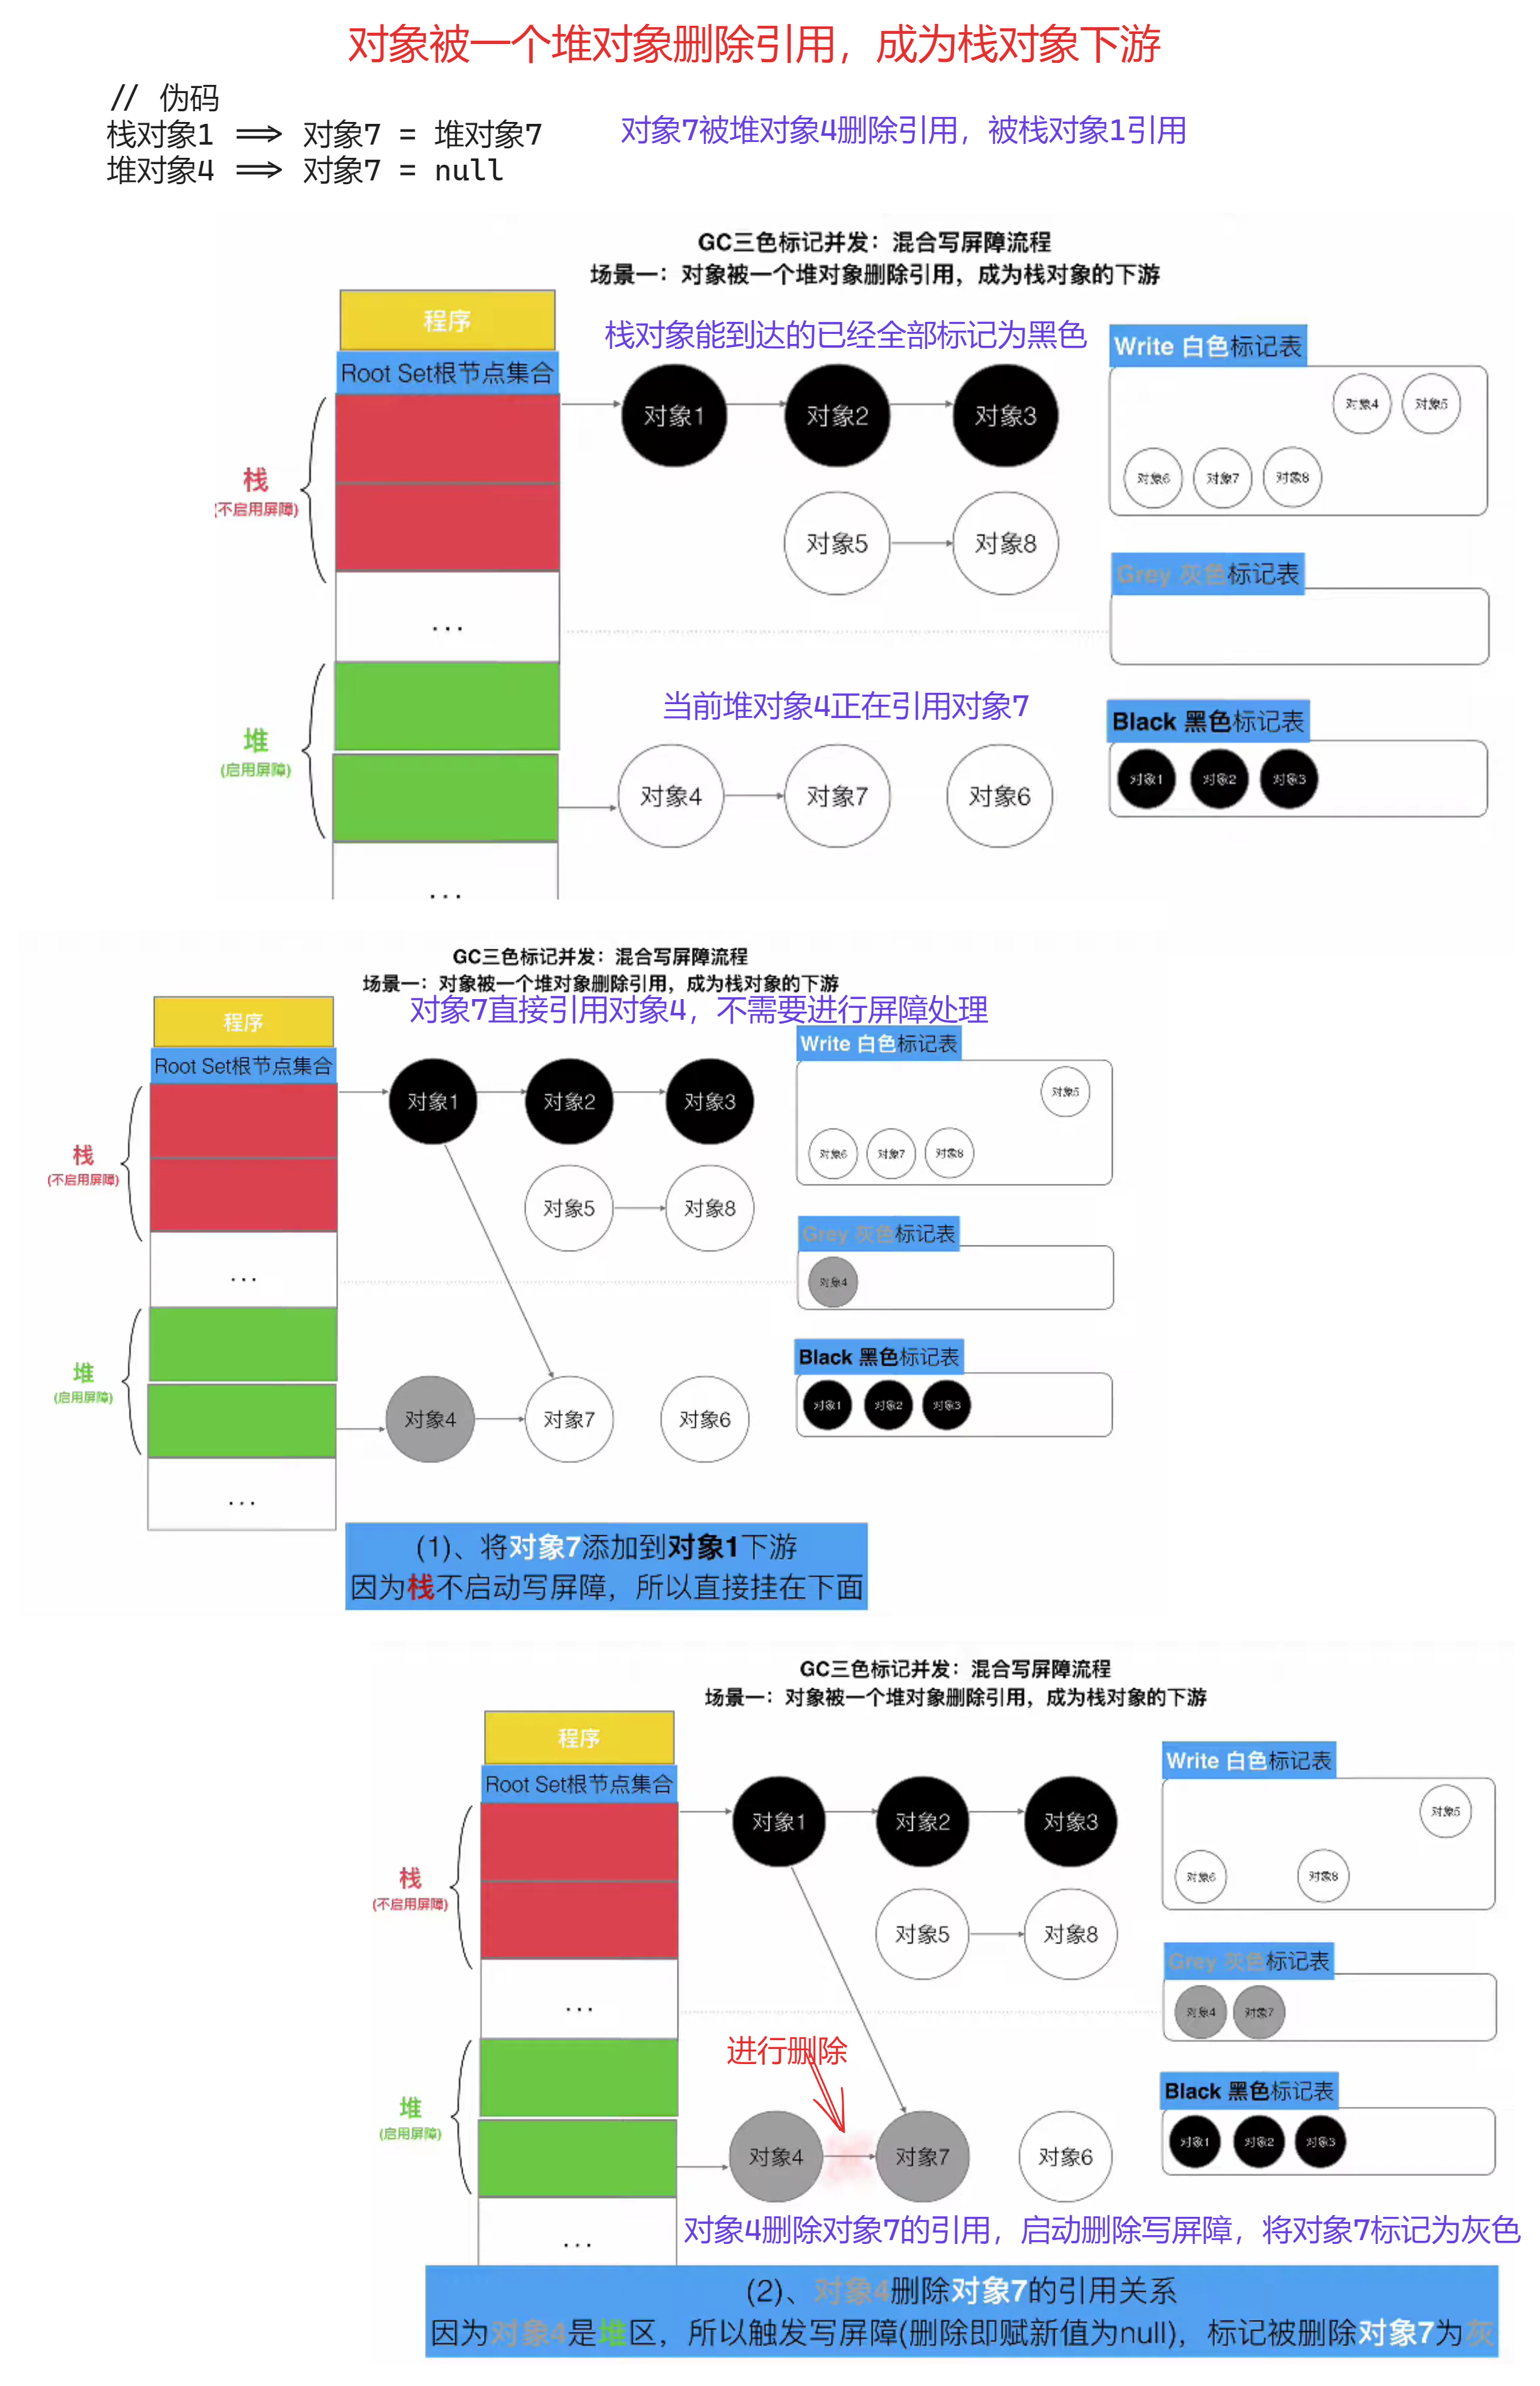 对象被一个堆对象删除引用，成为栈对象下游
// 伪码
栈对象1 ⟹ 对象7 = 堆对象7
堆对象4 ⟹ 对象7 = null
对象7被堆对象4删除引用，被栈对象1引用
GC三色标记并发：混合写屏障流程
场景一：对象被一个堆对象删除引用，成为栈对象的下游
程序
Root Set根节点集合
栈对象能到达的已经全部标记为黑色
对象1
对象2
对象3
对象5
对象8
栈
(不启用屏障)
...
堆
(启用屏障)
...
当前堆对象4正在引用对象7
对象4
对象7
对象6
Write 白色标记表
对象4
对象5
对象6
对象7
对象8
Grey 灰色标记表
Black 黑色标记表
对象1
对象2
对象3
GC三色标记并发：混合写屏障流程
场景一：对象被一个堆对象删除引用，成为栈对象的下游
对象7直接引用对象4，不需要进行屏障处理
程序
Root Set根节点集合
对象1
对象2
对象3
对象5
对象8
栈
(不启用屏障)
...
堆
(启用屏障)
...
对象4
对象7
对象6
Write 白色标记表
对象5
对象6
对象7
对象8
Grey 灰色标记表
对象4
Black 黑色标记表
对象1
对象2
对象3
(1)、将对象7添加到对象1下游
因为栈不启动写屏障，所以直接挂在下面
GC三色标记并发：混合写屏障流程
场景一：对象被一个堆对象删除引用，成为栈对象的下游
程序
Root Set根节点集合
对象1
对象2
对象3
对象5
对象8
栈
(不启用屏障)
...
堆
(启用屏障)
...
进行删除
对象4
对象7
对象6
Write 白色标记表
对象5
对象6
对象8
Grey 灰色标记表
对象4
对象7
Black 黑色标记表
对象1
对象2
对象3
对象4删除对象7的引用，启动删除写屏障，将对象7标记为灰色
(2)、对象4删除对象7的引用关系
因为对象4是堆区，所以触发写屏障(删除即赋新值为null)，标记被删除对象7为灰